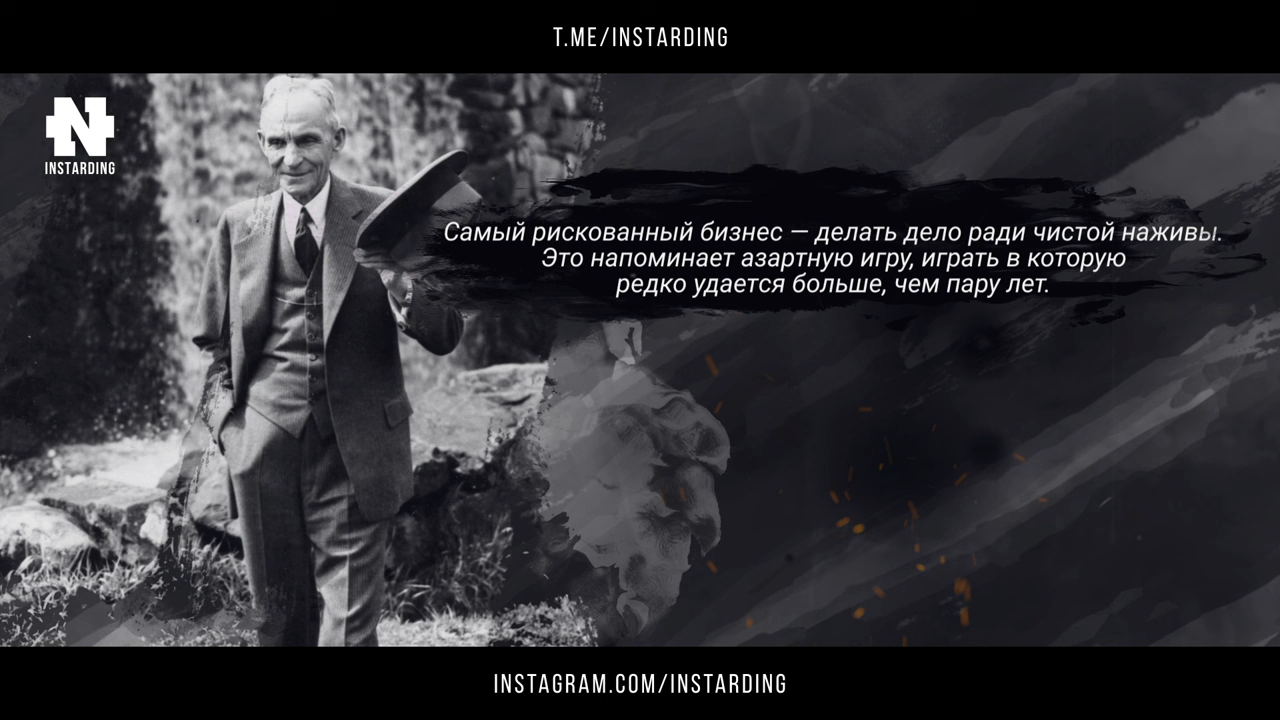 T.ME/INSTARDING
N
INSTARDING
Самый рискованный бизнес — делать дело ради чистой наживы.
Это напоминает азартную игру, играть в которую
редко удается больше, чем пару лет.
INSTAGRAM.COM/INSTARDING